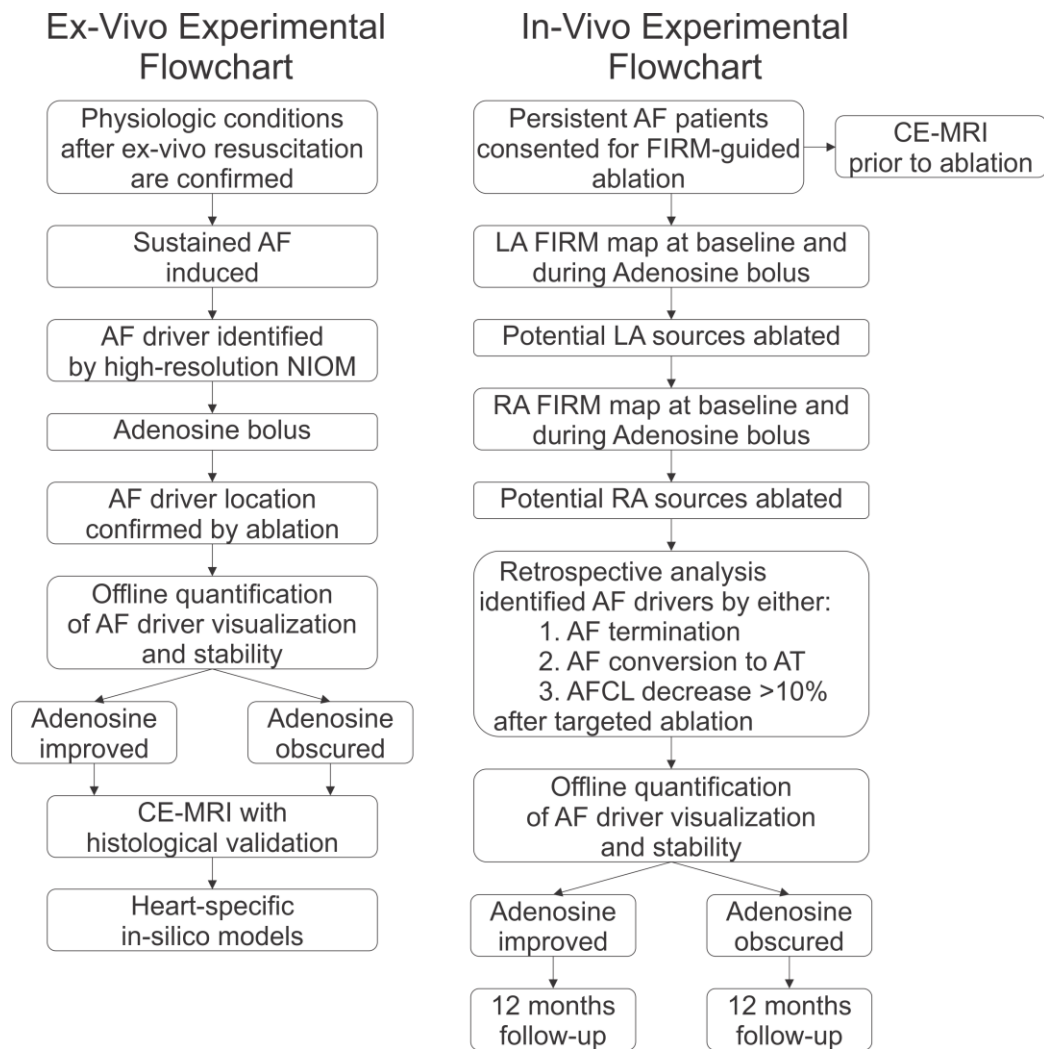 Ex-Vivo Experimental
Flowchart
Physiologic conditions
after ex-vivo resuscitation
are confirmed
Sustained AF
induced
AF driver identified
by high-resolution NIOM
Adenosine bolus
AF driver location
confirmed by ablation
Offline quantification
of AF driver visualization
and stability
Adenosine
improved
Adenosine
obscured
CE-MRI with
histological validation
Heart-specific
in-silico models
In-Vivo Experimental
Flowchart
Persistent AF patients
consented for FIRM-guided
ablation
CE-MRI
prior to ablation
LA FIRM map at baseline and
during Adenosine bolus
Potential LA sources ablated
RA FIRM map at baseline and
during Adenosine bolus
Potential RA sources ablated
Retrospective analysis
identified AF drivers by either:
1. AF termination
2. AF conversion to AT
3. AFCL decrease >10%
after targeted ablation
Offline quantification
of AF driver visualization
and stability
Adenosine
improved
Adenosine
obscured
12 months
follow-up
12 months
follow-up